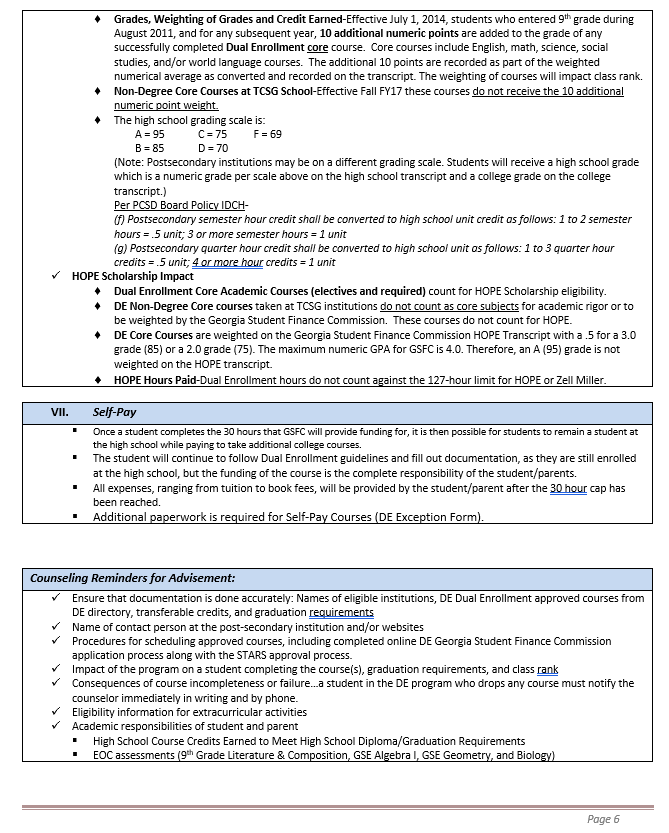 ♦ Grades, Weighting of Grades and Credit Earned-Effective July 1, 2014, students who entered 9th grade during
August 2011, and for any subsequent year, 10 additional numeric points are added to the grade of any
successfully completed Dual Enrollment core course.  Core courses include English, math, science, social
studies, and/or world language courses.  The additional 10 points are recorded as part of the weighted
numerical average as converted and recorded on the transcript. The weighting of courses will impact class rank.
♦ Non-Degree Core Courses at TCSG School-Effective Fall FY17 these courses do not receive the 10 additional
numeric point weight.
♦ The high school grading scale is:
A = 95 C = 75 F = 69
B = 85 D = 70
(Note: Postsecondary institutions may be on a different grading scale. Students will receive a high school grade
which is a numeric grade per scale above on the high school transcript and a college grade on the college
transcript.)
Per PCSD Board Policy IDCH-
(f) Postsecondary semester hour credit shall be converted to high school unit credit as follows: 1 to 2 semester
hours = .5 unit; 3 or more semester hours = 1 unit
(g) Postsecondary quarter hour credit shall be converted to high school unit as follows: 1 to 3 quarter hour
credits = .5 unit; 4 or more hour credits = 1 unit
✓ HOPE Scholarship Impact
♦ Dual Enrollment Core Academic Courses (electives and required) count for HOPE Scholarship eligibility.
♦ DE Non-Degree Core courses taken at TCSG institutions do not count as core subjects for academic rigor or to
be weighted by the Georgia Student Finance Commission.  These courses do not count for HOPE.
♦ DE Core Courses are weighted on the Georgia Student Finance Commission HOPE Transcript with a .5 for a 3.0
grade (85) or a 2.0 grade (75). The maximum numeric GPA for GSFC is 4.0. Therefore, an A (95) grade is not
weighted on the HOPE transcript.
♦ HOPE Hours Paid-Dual Enrollment hours do not count against the 127-hour limit for HOPE or Zell Miller.
VII. Self-Pay
▪ Once a student completes the 30 hours that GSFC will provide funding for, it is then possible for students to remain a student at
the high school while paying to take additional college courses.
▪ The student will continue to follow Dual Enrollment guidelines and fill out documentation, as they are still enrolled
at the high school, but the funding of the course is the complete responsibility of the student/parents.
▪ All expenses, ranging from tuition to book fees, will be provided by the student/parent after the 30 hour cap has
been reached.
▪ Additional paperwork is required for Self-Pay Courses (DE Exception Form).
Counseling Reminders for Advisement:
✓ Ensure that documentation is done accurately: Names of eligible institutions, DE Dual Enrollment approved courses from
DE directory, transferable credits, and graduation requirements
✓ Name of contact person at the post-secondary institution and/or websites
✓ Procedures for scheduling approved courses, including completed online DE Georgia Student Finance Commission
application process along with the STARS approval process.
✓ Impact of the program on a student completing the course(s), graduation requirements, and class rank
✓ Consequences of course incompleteness or failure...a student in the DE program who drops any course must notify the
counselor immediately in writing and by phone.
✓ Eligibility information for extracurricular activities
✓ Academic responsibilities of student and parent
▪ High School Course Credits Earned to Meet High School Diploma/Graduation Requirements
▪ EOC assessments (9th Grade Literature & Composition, GSE Algebra I, GSE Geometry, and Biology)
Page 6